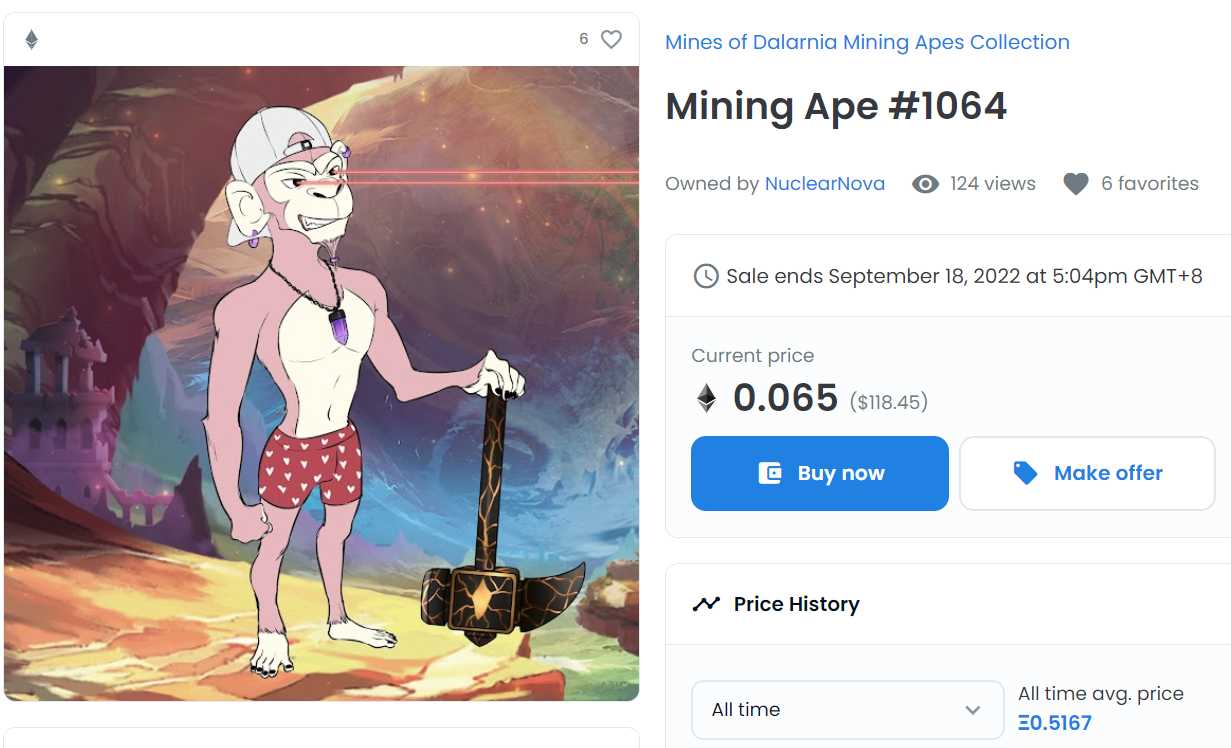 6
Mines of Dalarnia Mining Apes Collection
Mining Ape #1064
Owned by NuclearNova 124 views 6 favorites
Sale ends September 18, 2022 at 5:04pm GMT+8
Current price
0.065 ($118.45)
Buy now Make offer
Price History
All time
All time avg. price
Ξ0.5167